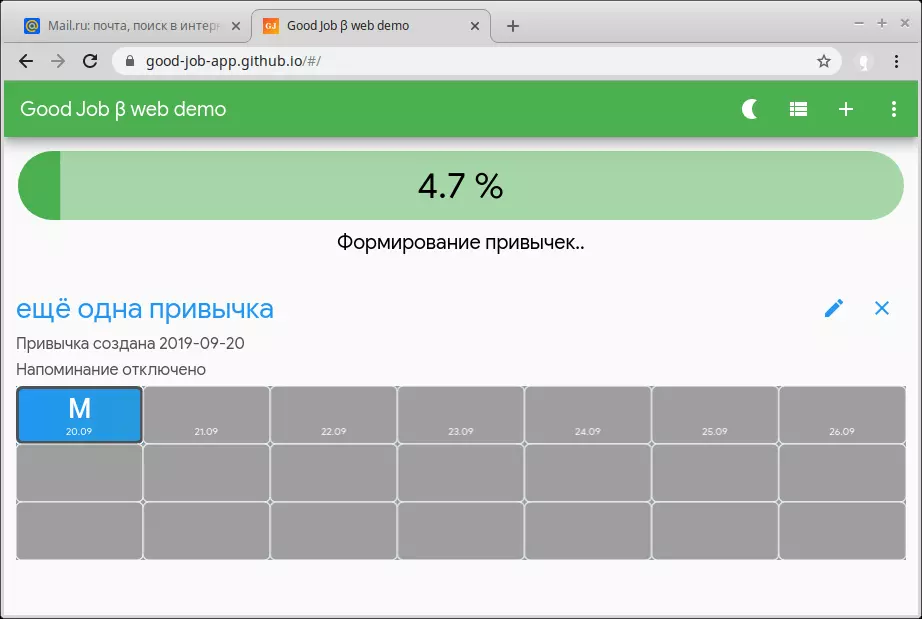 Mail.ru: почта, поиск в интерн
GJ
Good Job β web demo
good-job-app.github.io/#/
Good Job β web demo
4.7 %
Формирование привычек..
ещё одна привычка
Привычка создана 2019-09-20
Напоминание отключено
M
20.09 21.09 22.09 23.09 24.09 25.09 26.09